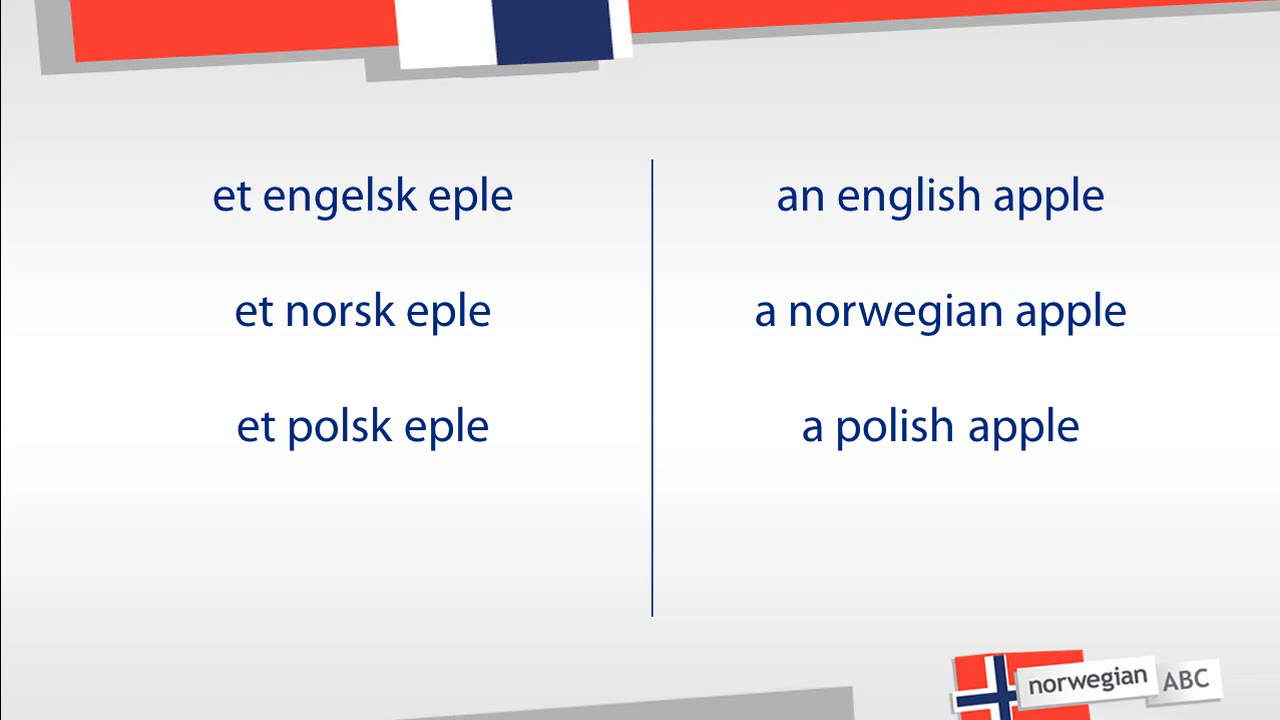 et engelsk eple
an english apple
et norsk eple
a norwegian apple
et polsk eple
a polish apple
norwegian ABC